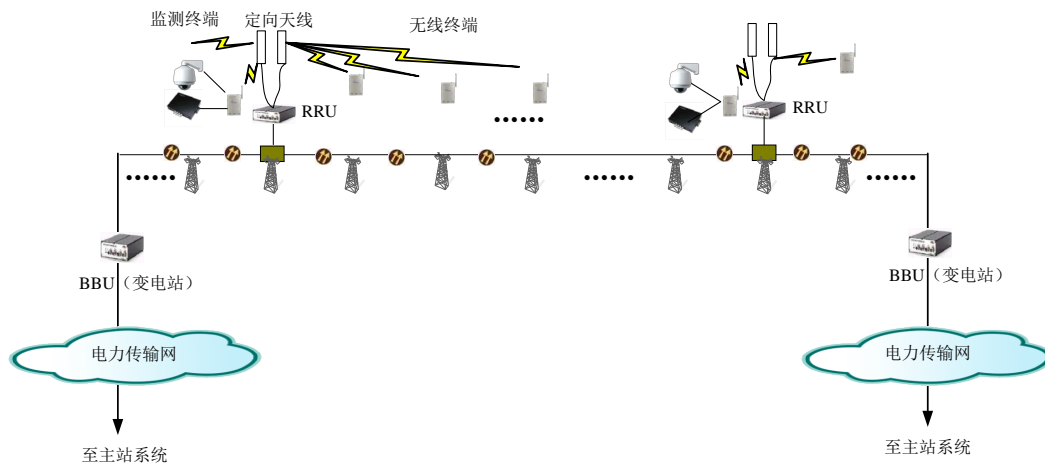 监测终端
定向天线
无线终端
RRU
RRU
BBU（变电站）
BBU（变电站）
电力传输网
电力传输网
至主站系统
至主站系统